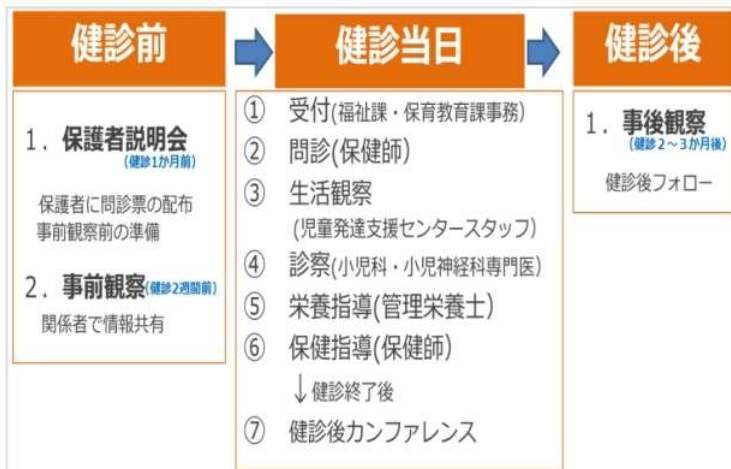 健診前
1．保護者説明会
(健診1か月前)
保護者に問診票の配布
事前観察前の準備
2．事前観察(健診2週間前)
関係者で情報共有
健診当日
① 受付(福祉課・保育教育課事務)
② 問診(保健師)
③ 生活観察
(児童発達支援センタースタッフ)
④ 診察(小児科・小児神経科専門医)
⑤ 栄養指導(管理栄養士)
⑥ 保健指導(保健師)
↓健診終了後
⑦ 健診後カンファレンス
健診後
1．事後観察
(健診2～3か月後)
健診後フォロー